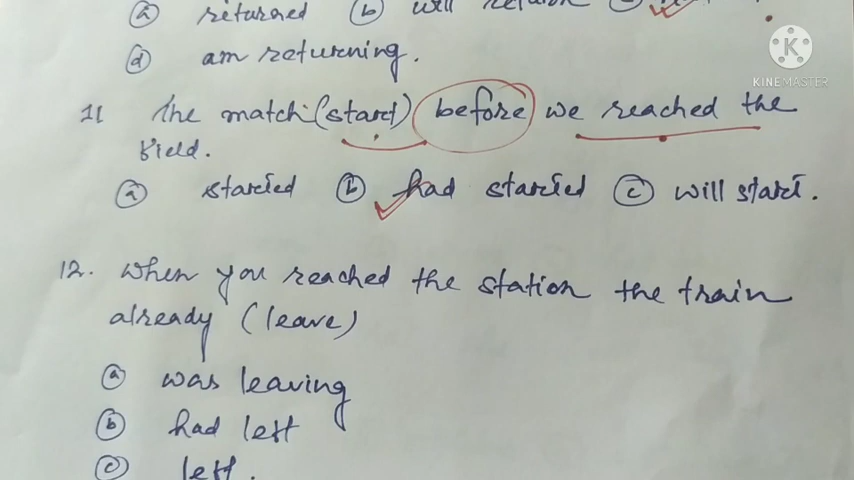 (a) returned (b) will return (c)
(d) am returning.
11 The match (start) before we reached the
field.
(a) started (b) had started (c) will start.
12. When you reached the station the train
already (leave)
(a) was leaving
(b) had left
(c) left.
K
KINEMASTER